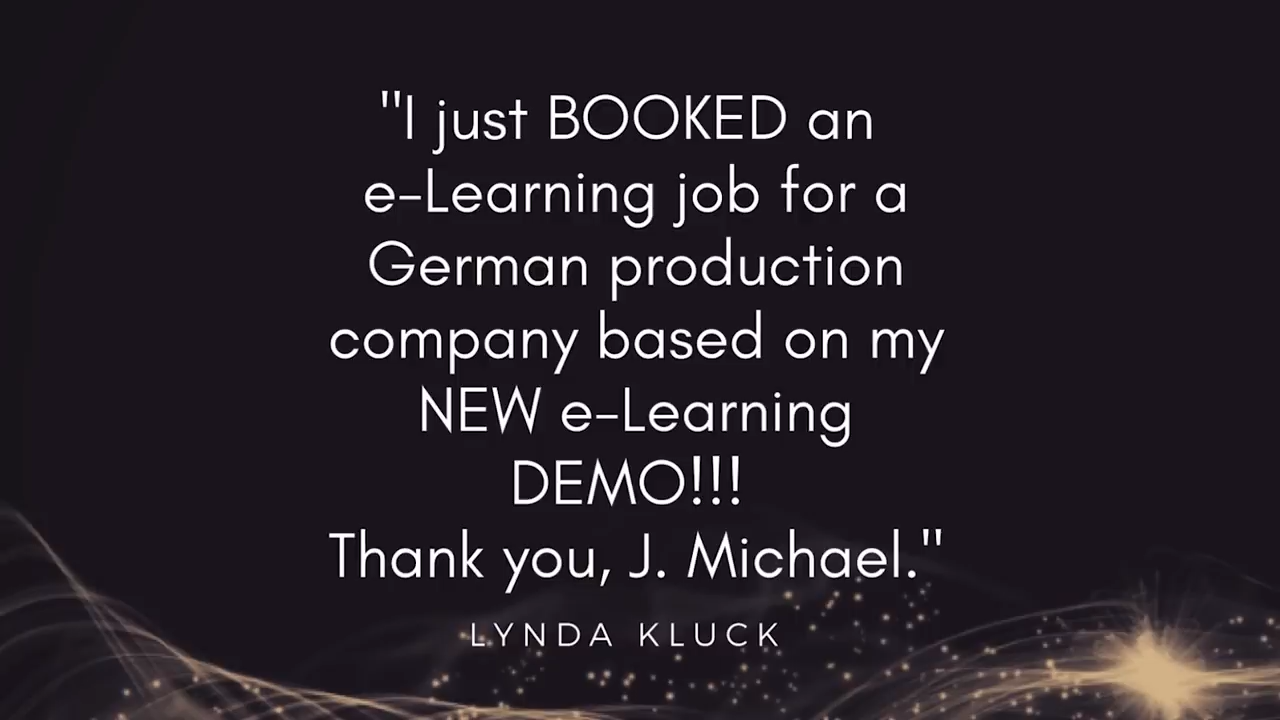 "I just BOOKED an
e-Learning job for a
German production
company based on my
NEW e-Learning
DEMO!!!
Thank you, J. Michael."
LYNDA KLUCK